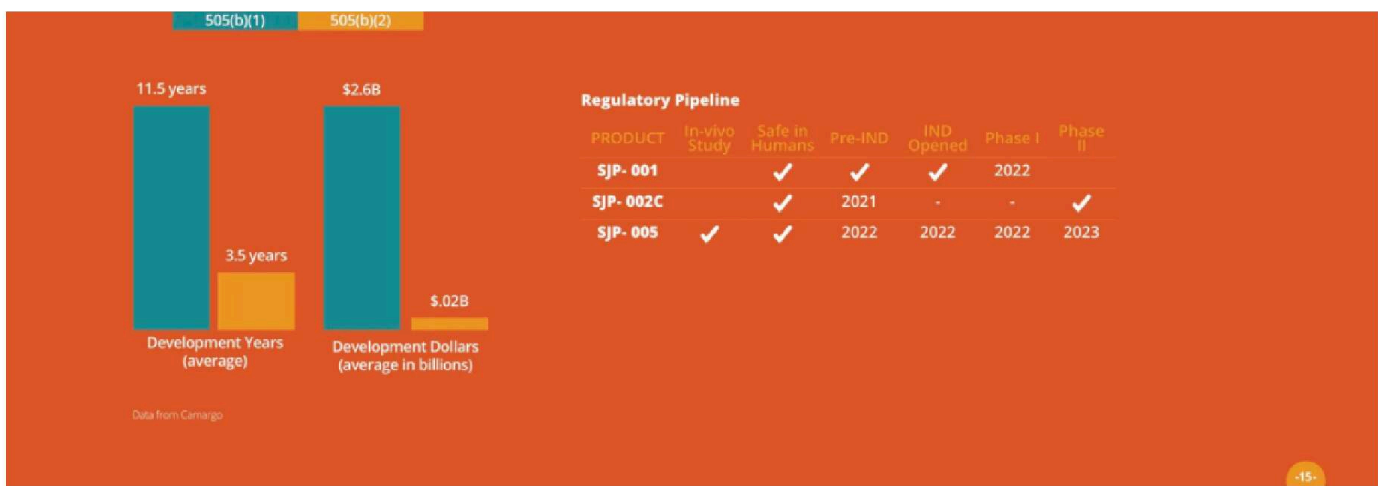 505(b)(1) 505(b)(2)
11.5 years
$2.6B
3.5 years
$.02B
Development Years
(average)
Development Dollars
(average in billions)
Data from Camargo
Regulatory Pipeline
PRODUCT In-vivo Study Safe in Humans Pre-IND IND Opened Phase I Phase II
SJP- 001 ✓ ✓ ✓ 2022
SJP- 002C ✓ 2021 - - ✓
SJP- 005 ✓ ✓ 2022 2022 2022 2023
-15-